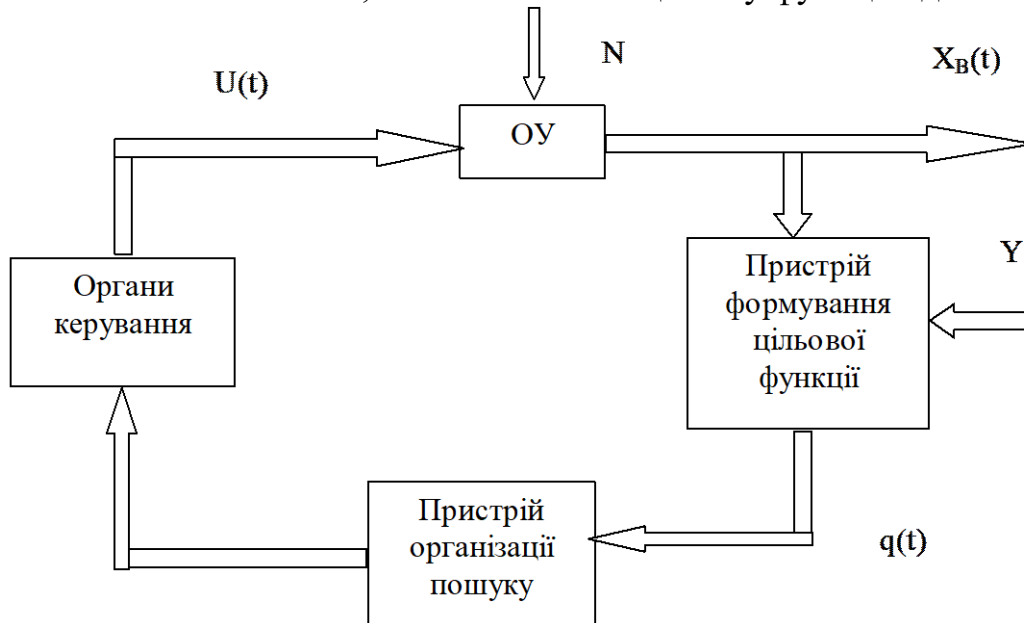 N
X_B(t)
U(t)
ОУ
Пристрій
формування
цільової
функції
Y
Органи
керування
Пристрій
організації
пошуку
q(t)